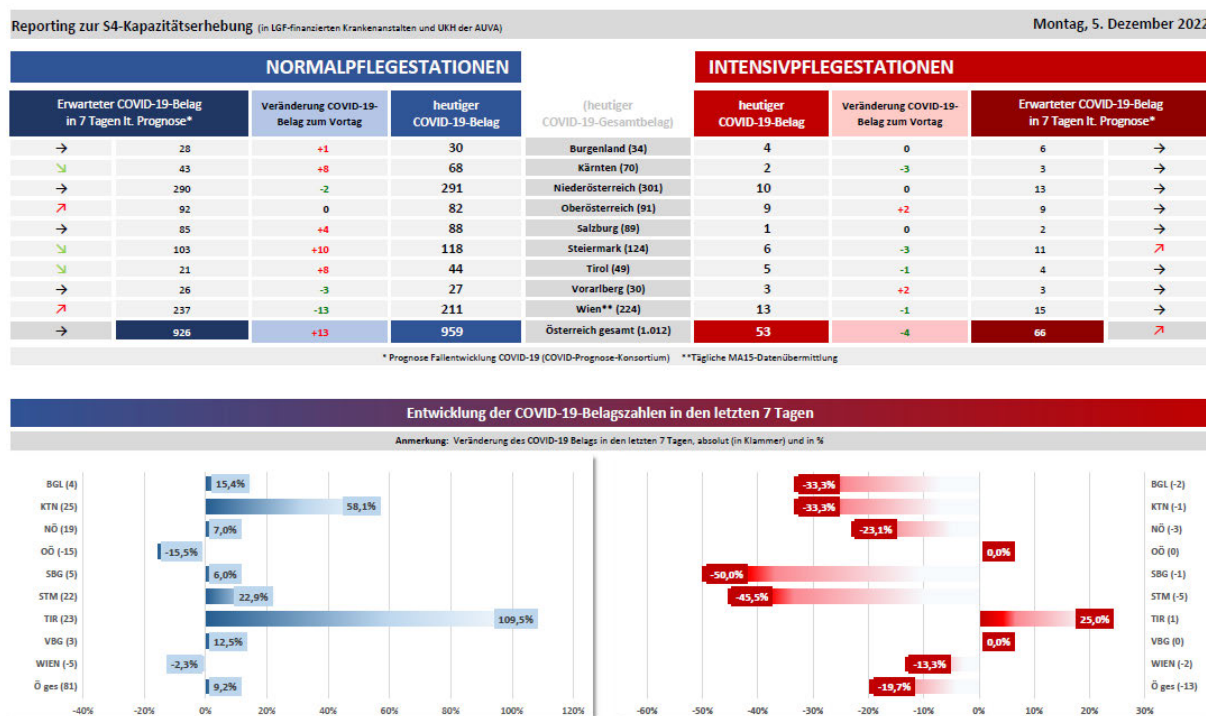 Reporting zur S4-Kapazitätserhebung (in LGF-finanzierten Krankenanstalten und UKH der AUVA) Montag, 5. Dezember 2022
NORMALPFLEGESTATIONEN INTENSIVPFLEGESTATIONEN
Erwarteter COVID-19-Belag in 7 Tagen lt. Prognose* Veränderung COVID-19-Belag zum Vortag heutiger COVID-19-Belag (heutiger COVID-19-Gesamtbelag) heutiger COVID-19-Belag Veränderung COVID-19-Belag zum Vortag Erwarteter COVID-19-Belag in 7 Tagen lt. Prognose*
→ 28 +1 30 Burgenland (34) 4 0 6 →
↘ 43 +8 68 Kärnten (70) 2 -3 3 →
→ 290 -2 291 Niederösterreich (301) 10 0 13 →
↗ 92 0 82 Oberösterreich (91) 9 +2 9 →
→ 85 +4 88 Salzburg (89) 1 0 2 →
↘ 103 +10 118 Steiermark (124) 6 -3 11 ↗
↘ 21 +8 44 Tirol (49) 5 -1 4 →
→ 26 -3 27 Vorarlberg (30) 3 +2 3 →
↗ 237 -13 211 Wien** (224) 13 -1 15 →
→ 926 +13 959 Österreich gesamt (1.012) 53 -4 66 ↗
* Prognose Fallentwicklung COVID-19 (COVID-Prognose-Konsortium) **Tägliche MA15-Datenübermittlung
Entwicklung der COVID-19-Belagszahlen in den letzten 7 Tagen
Anmerkung: Veränderung des COVID-19 Belags in den letzten 7 Tagen, absolut (in Klammer) und in %
BGL (4) 15,4% -33,3% BGL (-2)
KTN (25) 58,1% -33,3% KTN (-1)
NÖ (19) 7,0% -23,1% NÖ (-3)
OÖ (-15) -15,5% 0,0% OÖ (0)
SBG (5) 6,0% -50,0% SBG (-1)
STM (22) 22,9% -45,5% STM (-5)
TIR (23) 109,5% 25,0% TIR (1)
VBG (3) 12,5% 0,0% VBG (0)
WIEN (-5) -2,3% -13,3% WIEN (-2)
Ö ges (81) 9,2% -19,7% Ö ges (-13)
-40% -20% 0% 20% 40% 60% 80% 100% 120% -60% -50% -40% -30% -20% -10% 0% 10% 20% 30%